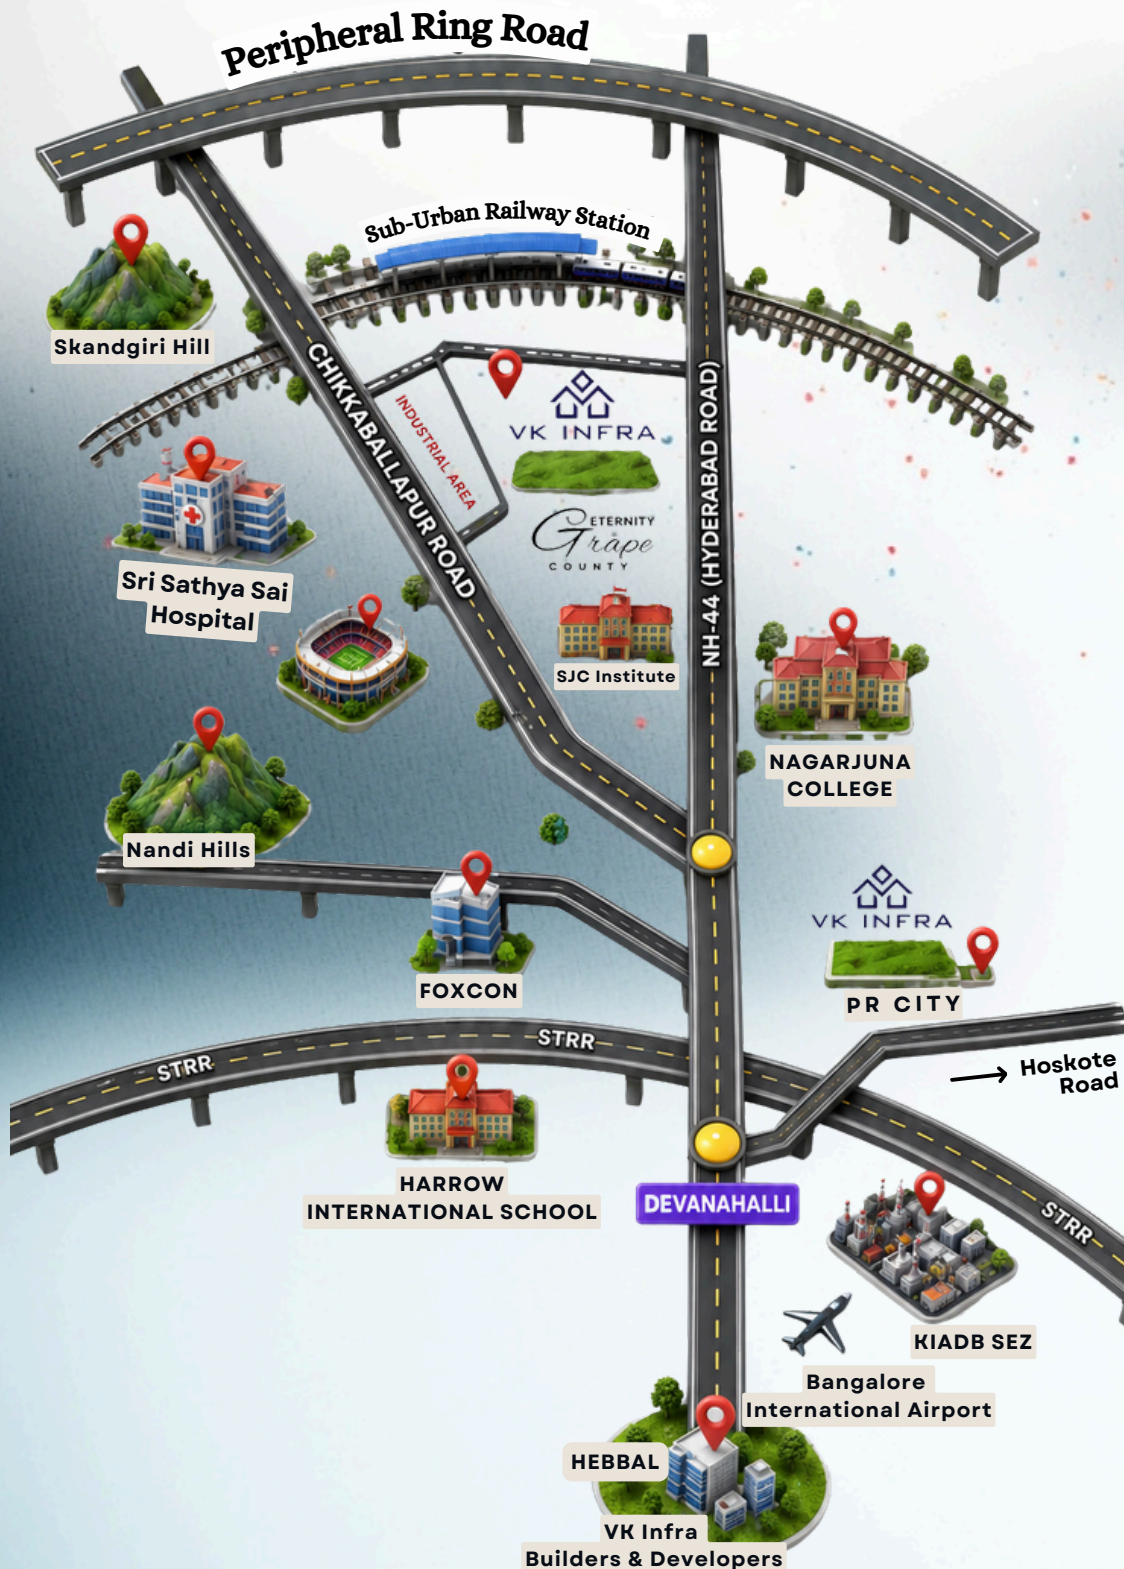 Peripheral Ring Road
Sub-Urban Railway Station
Skandgiri Hill
CHIKKABALLAPUR ROAD
INDUSTRIAL AREA
VK INFRA
NH-44 (HYDERABAD ROAD)
ETERNITY
Grape
COUNTY
Sri Sathya Sai
Hospital
SJC Institute
NAGARJUNA
COLLEGE
Nandi Hills
VK INFRA
FOXCON
PR CITY
STRR
STRR
Hoskote
Road
HARROW
INTERNATIONAL SCHOOL
DEVANAHALLI
STRR
KIADB SEZ
Bangalore
International Airport
HEBBAL
VK Infra
Builders & Developers